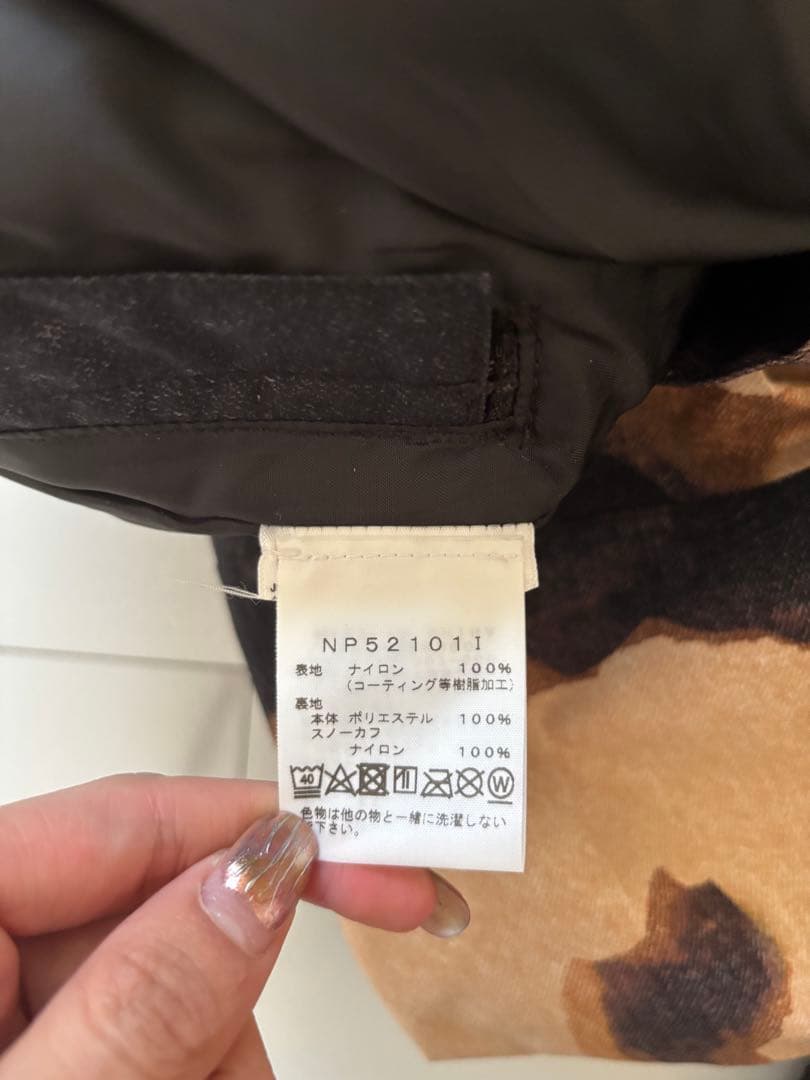 NP52101I
表地 ナイロン 100%
(コーティング等樹脂加工)
裏地
本体 ポリエステル 100%
スノーカフ
ナイロン 100%
40 W
色物は他の物と一緒に洗濯しない
下さい。